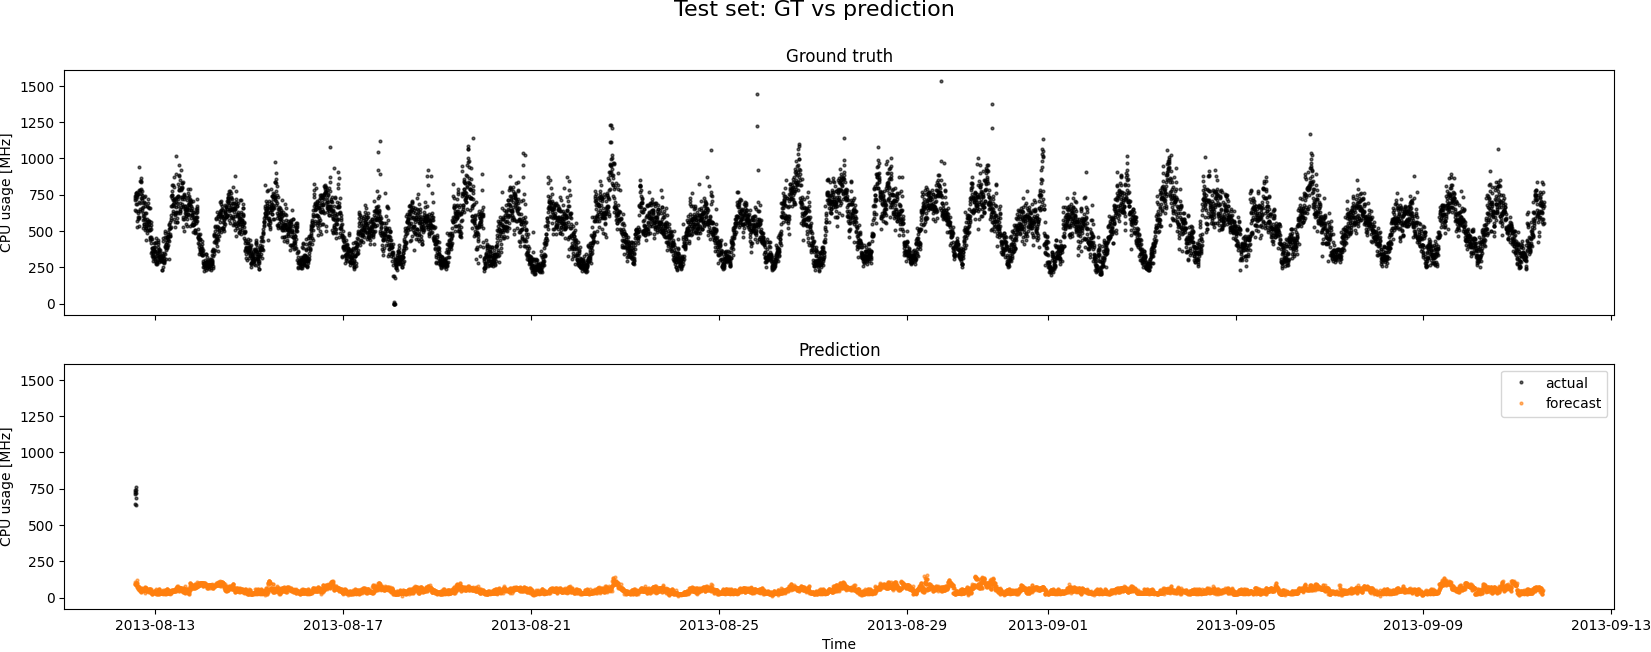 Test set: GT vs prediction
Ground truth
CPU usage [MHz]
1500
1250
1000
750
500
250
0
Prediction
CPU usage [MHz]
1500
1250
1000
750
500
250
0
actual
forecast
2013-08-13 2013-08-17 2013-08-21 2013-08-25 2013-08-29 2013-09-01 2013-09-05 2013-09-09 2013-09-13
Time